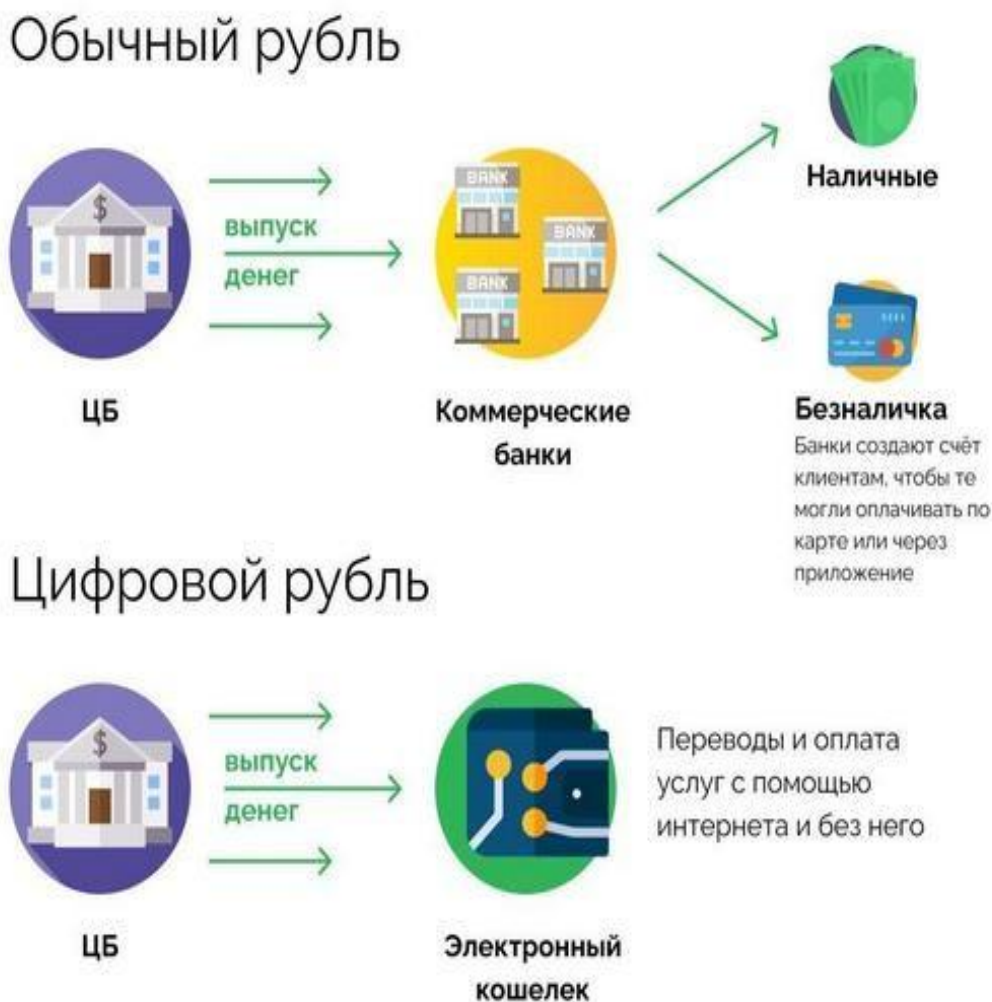 Обычный рубль
выпуск
денег
BANK
BANK
BANK
Наличные
ЦБ
Коммерческие
банки
Безналичка
Банки создают счёт
клиентам, чтобы те
могли оплачивать по
карте или через
приложение
Цифровой рубль
выпуск
денег
Переводы и оплата
услуг с помощью
интернета и без него
ЦБ
Электронный
кошелек